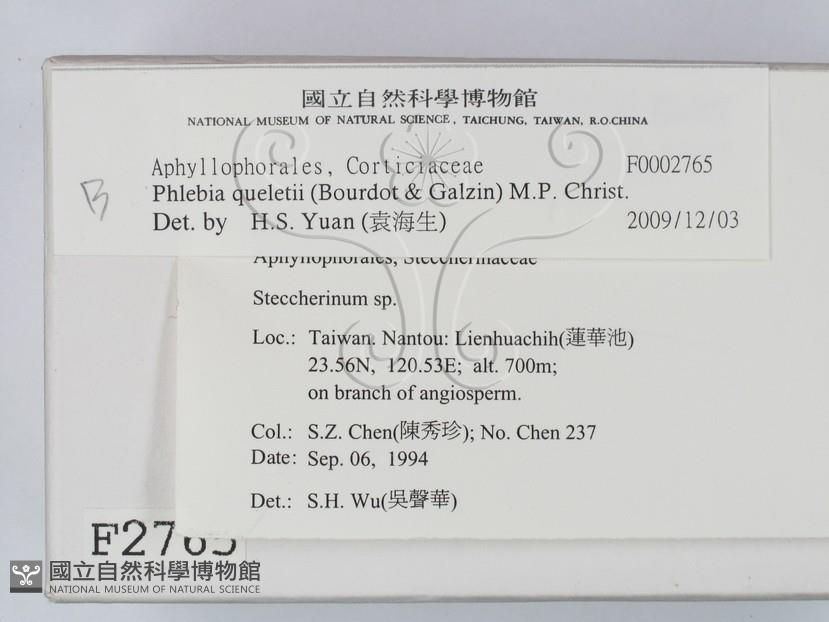 國立自然科學博物館
NATIONAL MUSEUM OF NATURAL SCIENCE, TAICHUNG, TAIWAN, R.O.CHINA
Aphyllophorales, Corticiaceae F0002765
B
Phlebia queletii (Bourdot & Galzin) M.P. Christ.
Det. by H.S. Yuan (袁海生) 2009/12/03
Aphyllophorales, Steccherinaceae
Steccherinum sp.
Loc.: Taiwan. Nantou: Lienhuachih(蓮華池)
23.56N, 120.53E; alt. 700m;
on branch of angiosperm.
Col.: S.Z. Chen(陳秀珍); No. Chen 237
Date: Sep. 06, 1994
Det.: S.H. Wu(吳聲華)
F2765
國立自然科學博物館
NATIONAL MUSEUM OF NATURAL SCIENCE